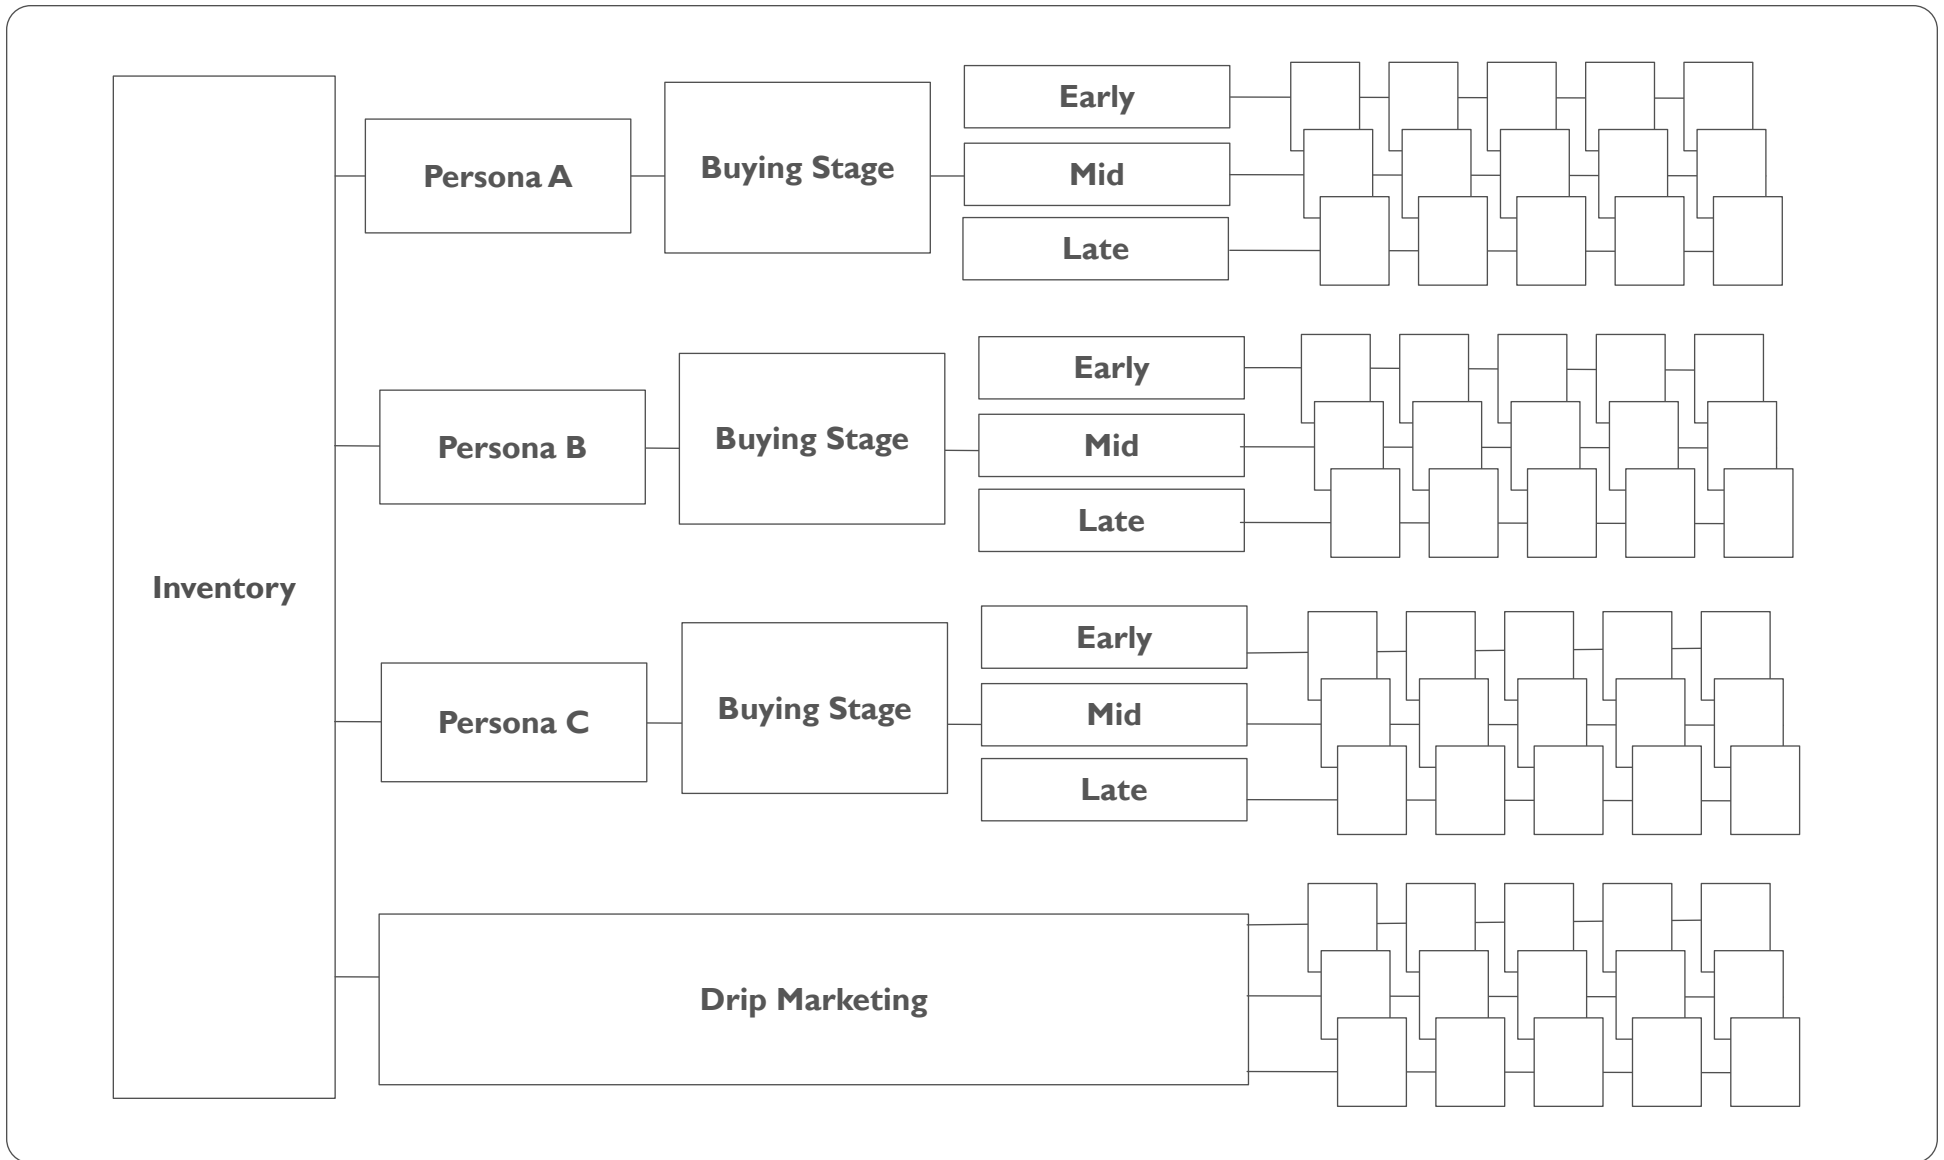 Inventory
Persona A
Buying Stage
Early
Mid
Late
Persona B
Buying Stage
Early
Mid
Late
Persona C
Buying Stage
Early
Mid
Late
Drip Marketing